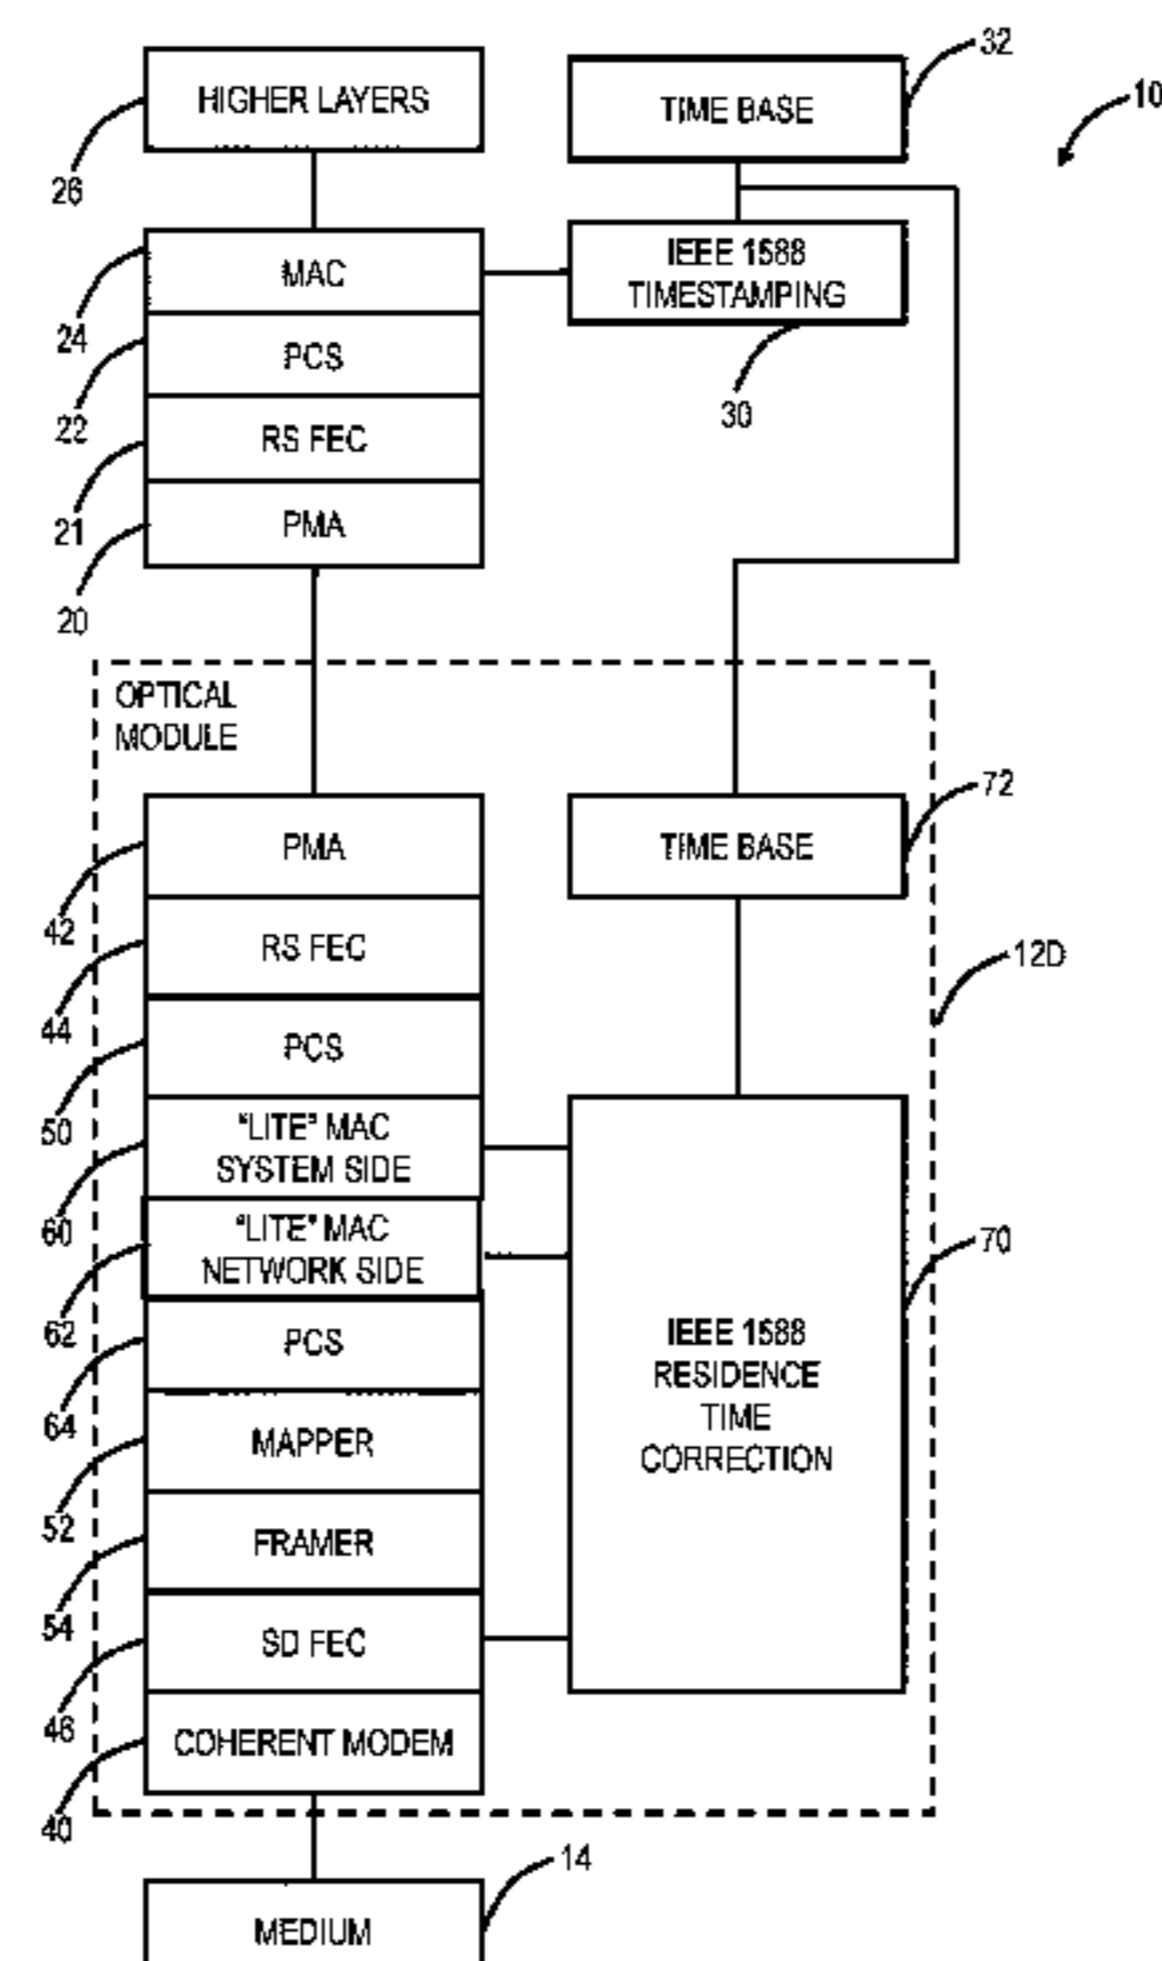 HIGHER LAYERS
26
TIME BASE
32
10
MAC
24
IEEE 1588
TIMESTAMPING
30
PCS
22
RS FEC
21
PMA
20
OPTICAL
MODULE
PMA
42
TIME BASE
72
RS FEC
44
12D
PCS
50
"LITE" MAC
SYSTEM SIDE
60
"LITE" MAC
NETWORK SIDE
62
IEEE 1588
RESIDENCE
TIME
CORRECTION
70
PCS
64
MAPPER
52
FRAMER
54
SD FEC
46
COHERENT MODEM
40
MEDIUM
14